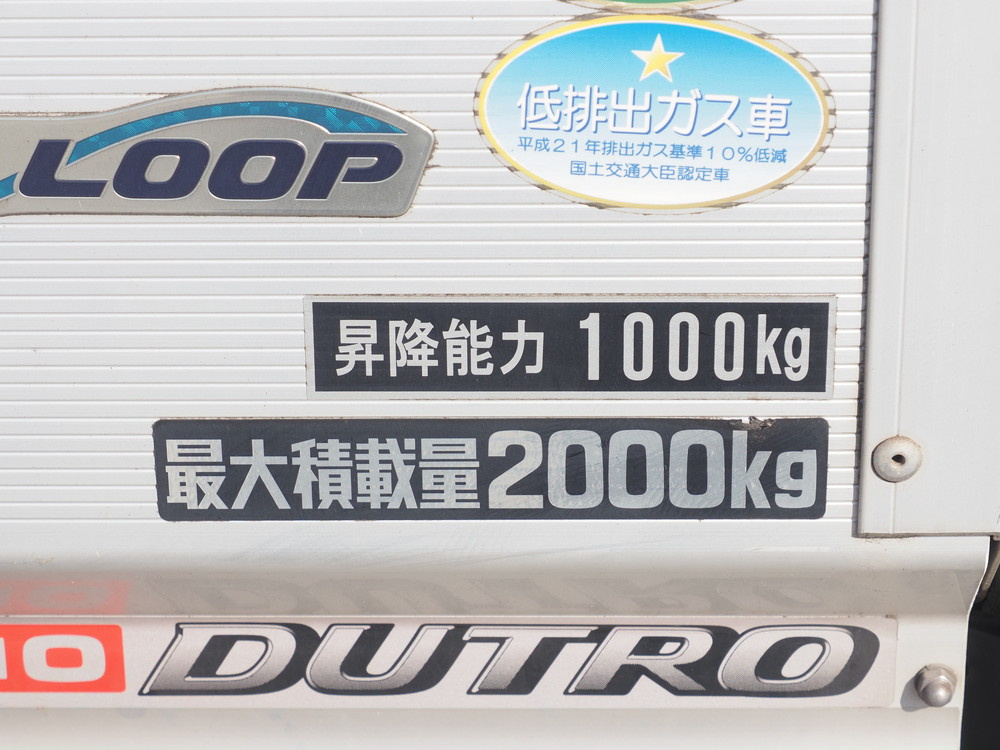 低排出ガス車
平成21年排出ガス基準10%低減
国土交通大臣認定車
LOOP
昇降能力 1000kg
最大積載量2000kg
DUTRO